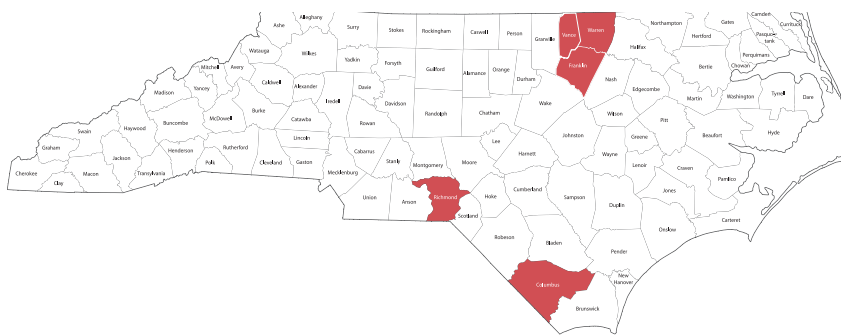 Alleghany
Ashe
Surry
Stokes
Rockingham
Caswell
Person
Granville
Vance
Warren
Northampton
Gates
Camden
Currituck
Pasquo-
tank
Hertford
Perquimans
Chowan
Halifax
Bertie
Watauga
Wilkes
Yadkin
Forsyth
Guilford
Alamance
Orange
Durham
Franklin
Nash
Edgecombe
Martin
Washington
Tyrrell
Dare
Mitchell
Avery
Caldwell
Alexander
Davie
Iredell
Davidson
Randolph
Chatham
Wake
Wilson
Pitt
Beaufort
Hyde
Madison
Yancey
Burke
McDowell
Catawba
Rowan
Buncombe
Haywood
Swain
Graham
Lincoln
Johnston
Greene
Lee
Harnett
Wayne
Lenoir
Craven
Pamlico
Cherokee
Clay
Macon
Jackson
Transylvania
Henderson
Polk
Rutherford
Cleveland
Gaston
Mecklenburg
Cabarius
Stanly
Montgomery
Moore
Union
Anson
Richmond
Scotland
Hoke
Cumberland
Sampson
Duplin
Jones
Carteret
Onslow
Robeson
Bladen
Pender
New
Hanover
Columbus
Brunswick